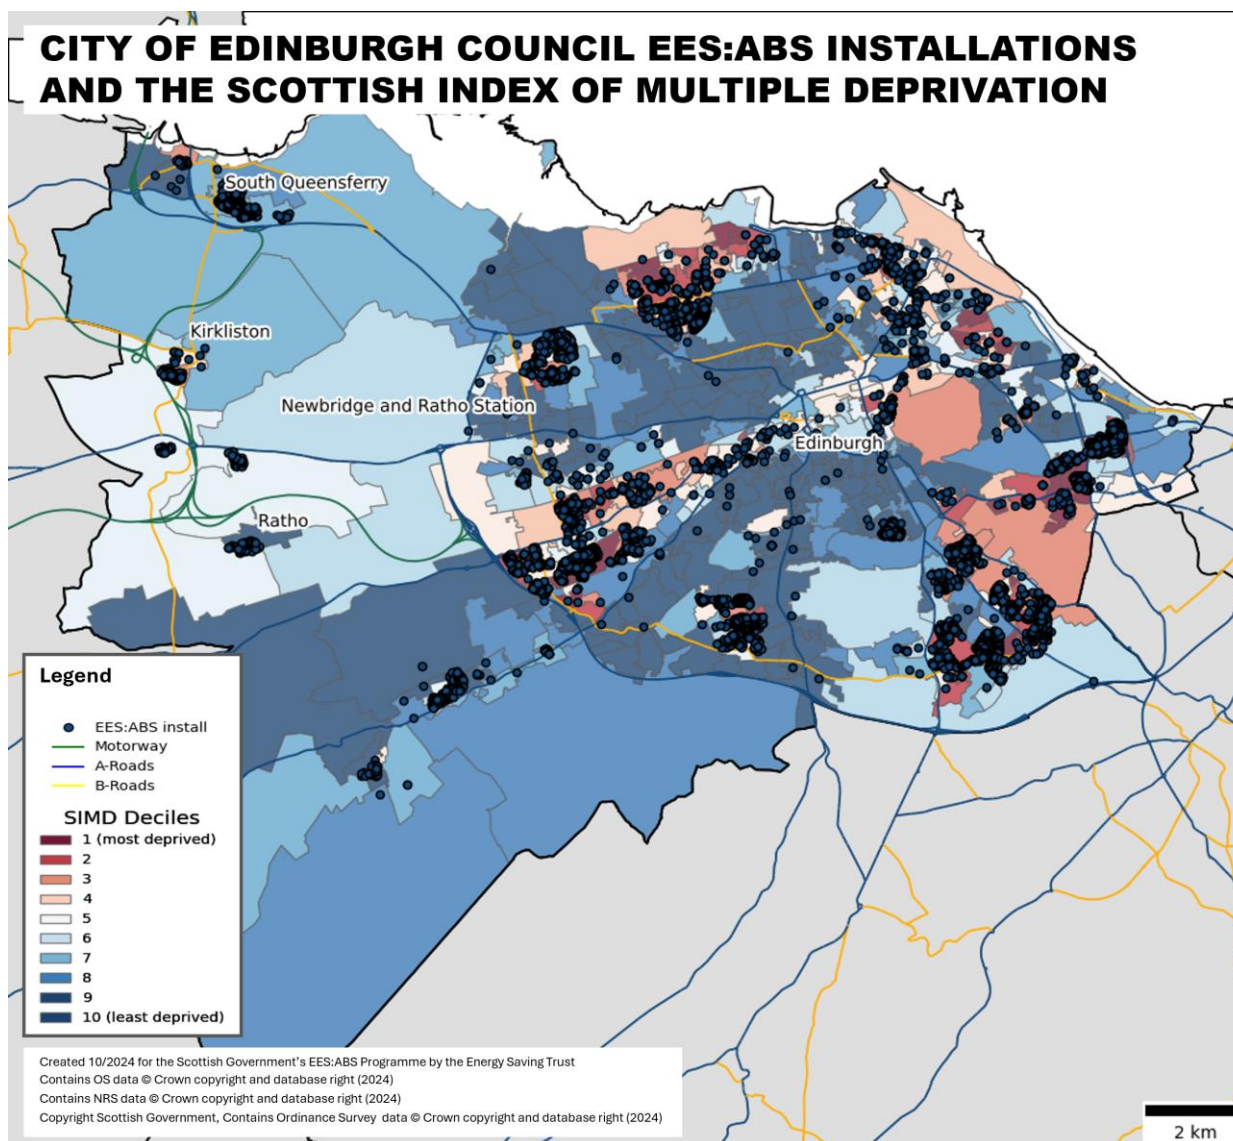 CITY OF EDINBURGH COUNCIL EES:ABS INSTALLATIONS
AND THE SCOTTISH INDEX OF MULTIPLE DEPRIVATION
South Queensferry
Kirkliston
Newbridge and Ratho Station
Edinburgh
Ratho
Legend
EES:ABS install
Motorway
A-Roads
B-Roads
SIMD Deciles
1 (most deprived)
2
3
4
5
6
7
8
9
10 (least deprived)
Created 10/2024 for the Scottish Government's EES:ABS Programme by the Energy Saving Trust
Contains OS data © Crown copyright and database right (2024)
Contains NRS data © Crown copyright and database right (2024)
Copyright Scottish Government, Contains Ordinance Survey data © Crown copyright and database right (2024)
2 km